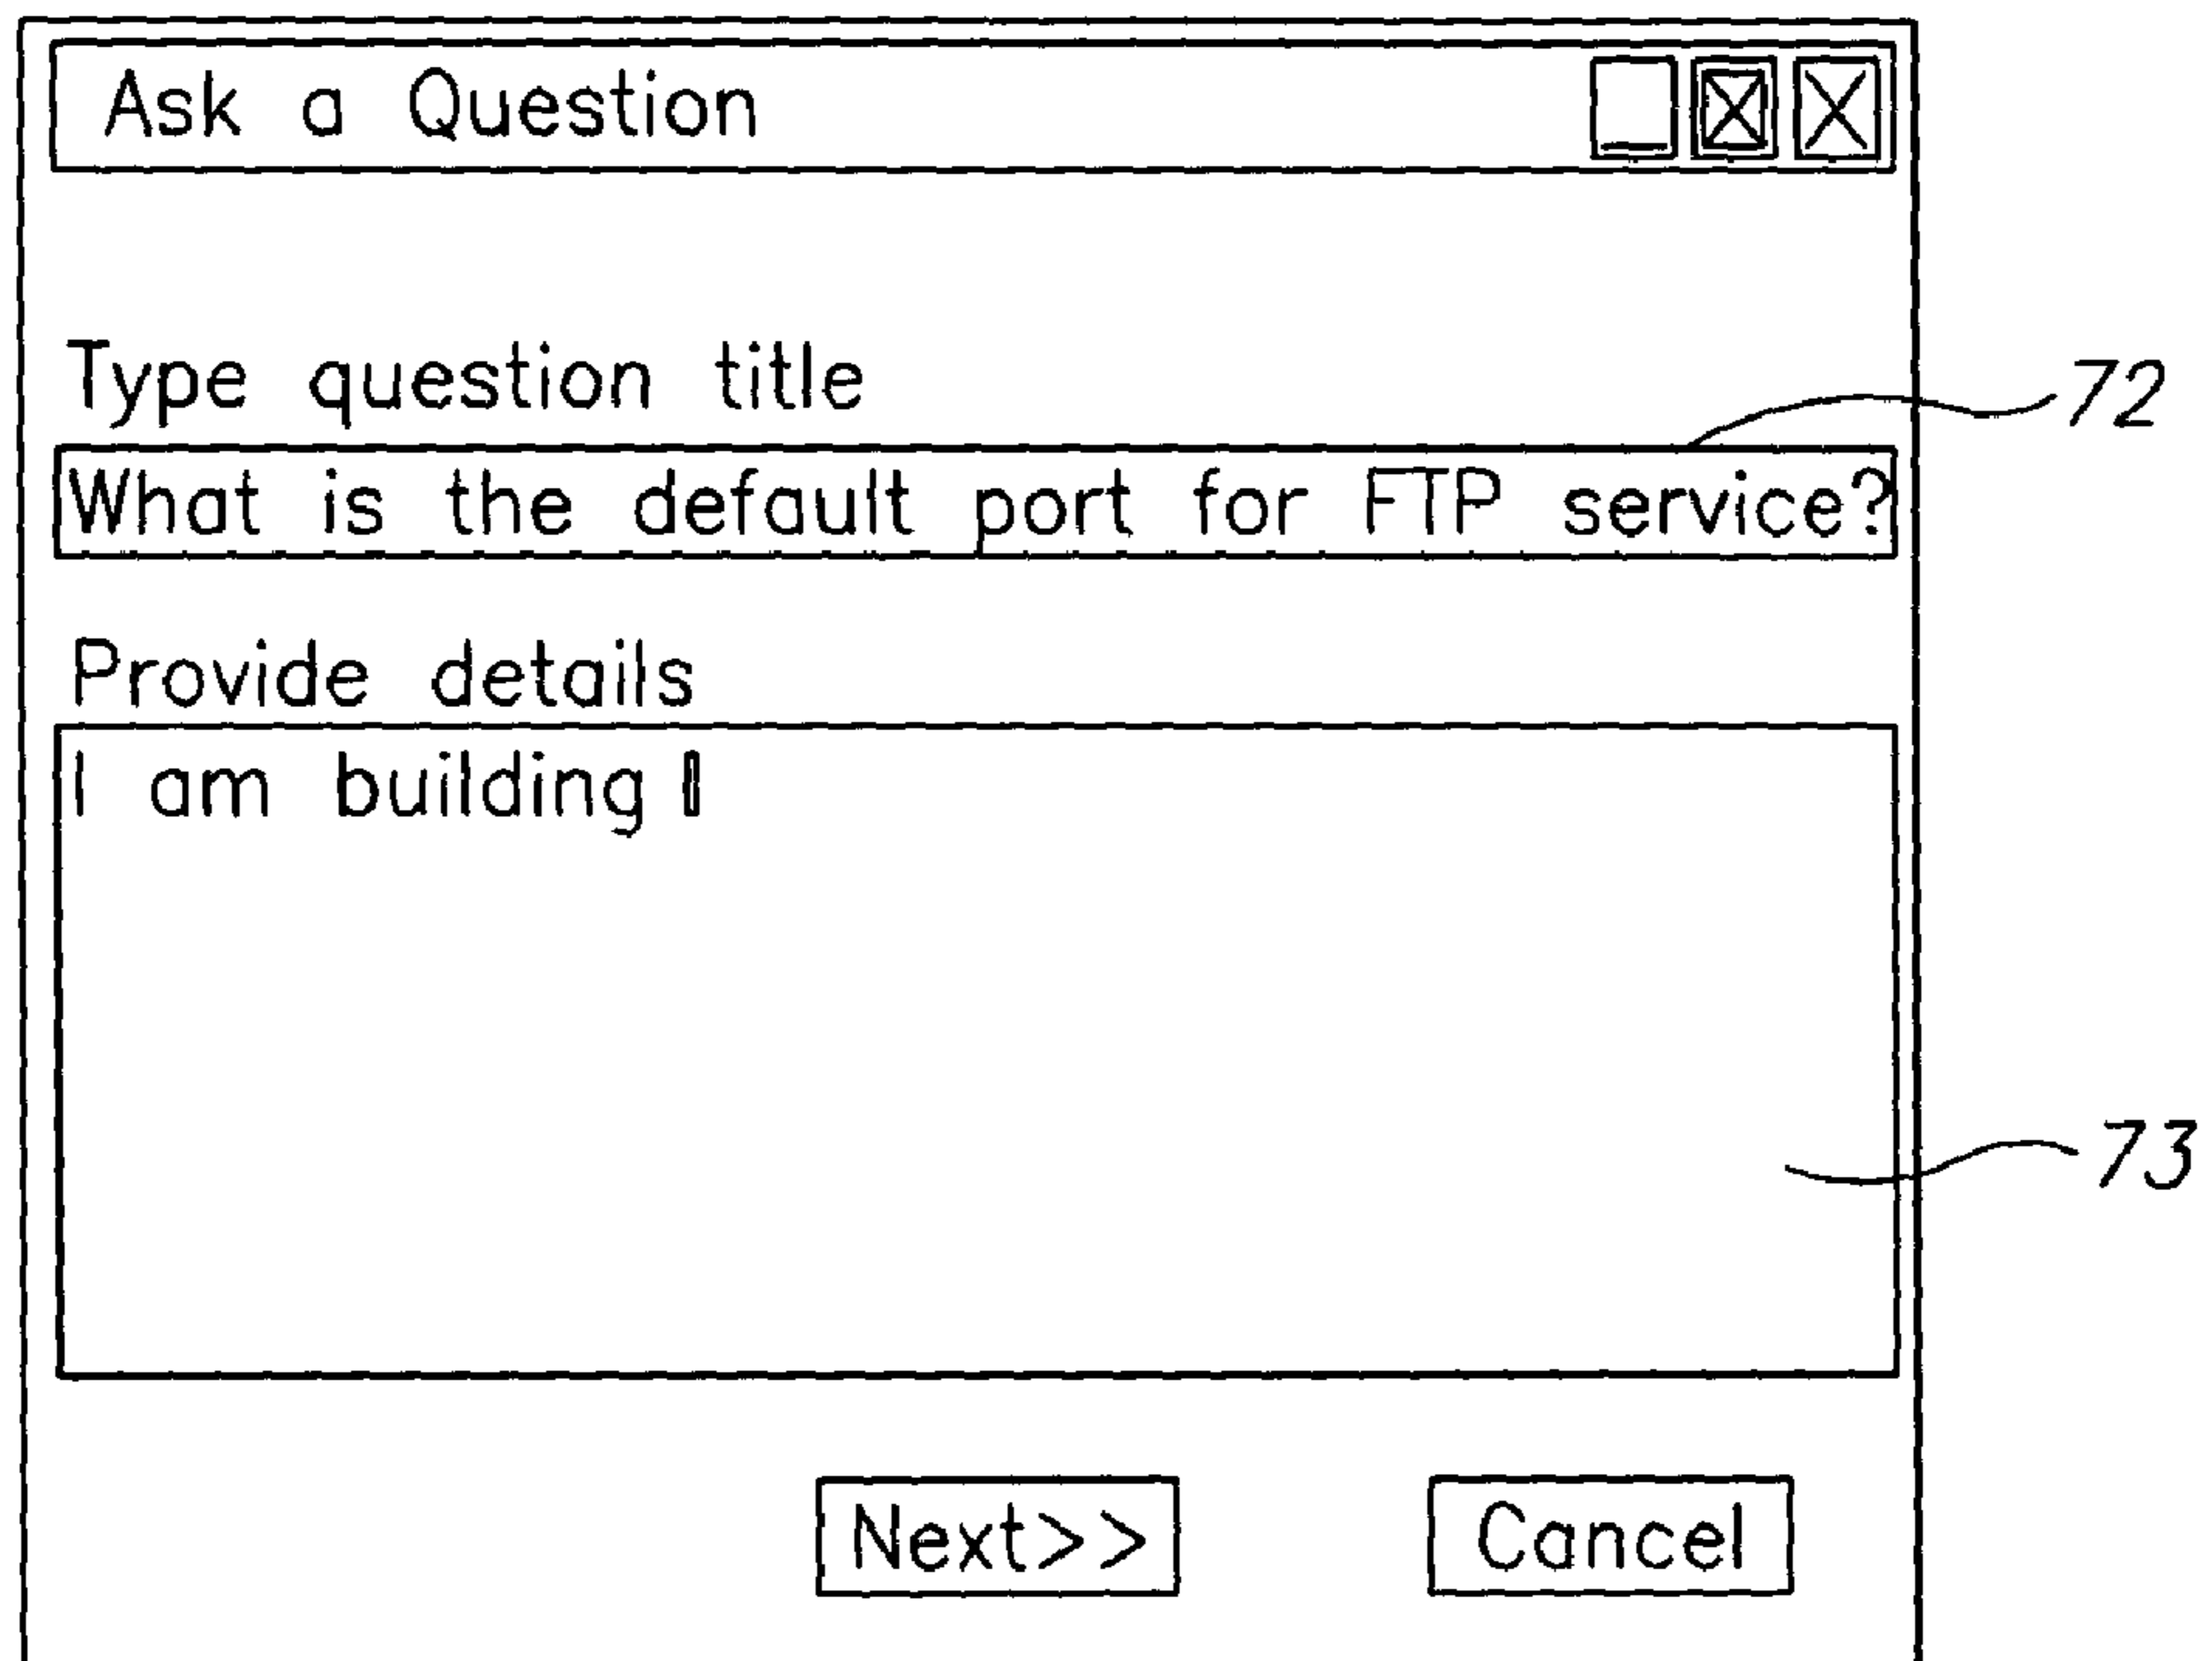 Ask a Question
Type question title
72
What is the default port for FTP service?
Provide details
I am building
73
Next>>
Cancel